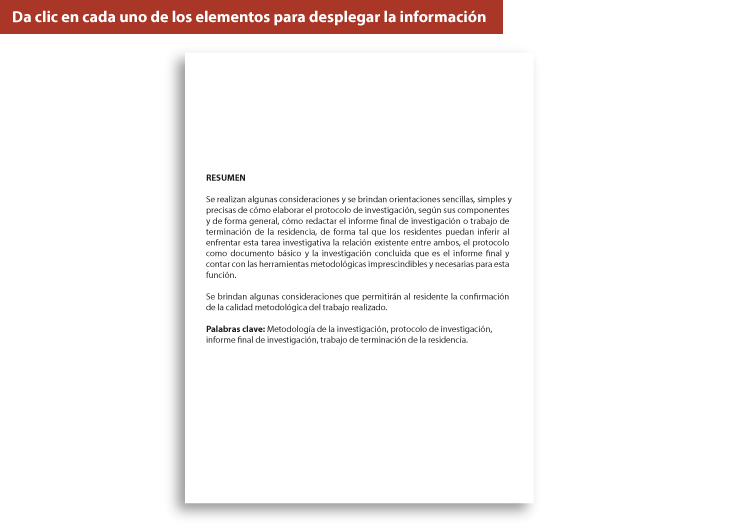 Da clic en cada uno de los elementos para desplegar la información
RESUMEN
Se realizan algunas consideraciones y se brindan orientaciones sencillas, simples y
precisas de cómo elaborar el protocolo de investigación, según sus componentes
y de forma general, cómo redactar el informe final de investigación o trabajo de
terminación de la residencia, de forma tal que los residentes puedan inferir al
enfrentar esta tarea investigativa la relación existente entre ambos, el protocolo
como documento básico y la investigación concluida que es el informe final y
contar con las herramientas metodológicas imprescindibles y necesarias para esta
función.
Se brindan algunas consideraciones que permitirán al residente la confirmación
de la calidad metodológica del trabajo realizado.
Palabras clave: Metodología de la investigación, protocolo de investigación,
informe final de investigación, trabajo de terminación de la residencia.